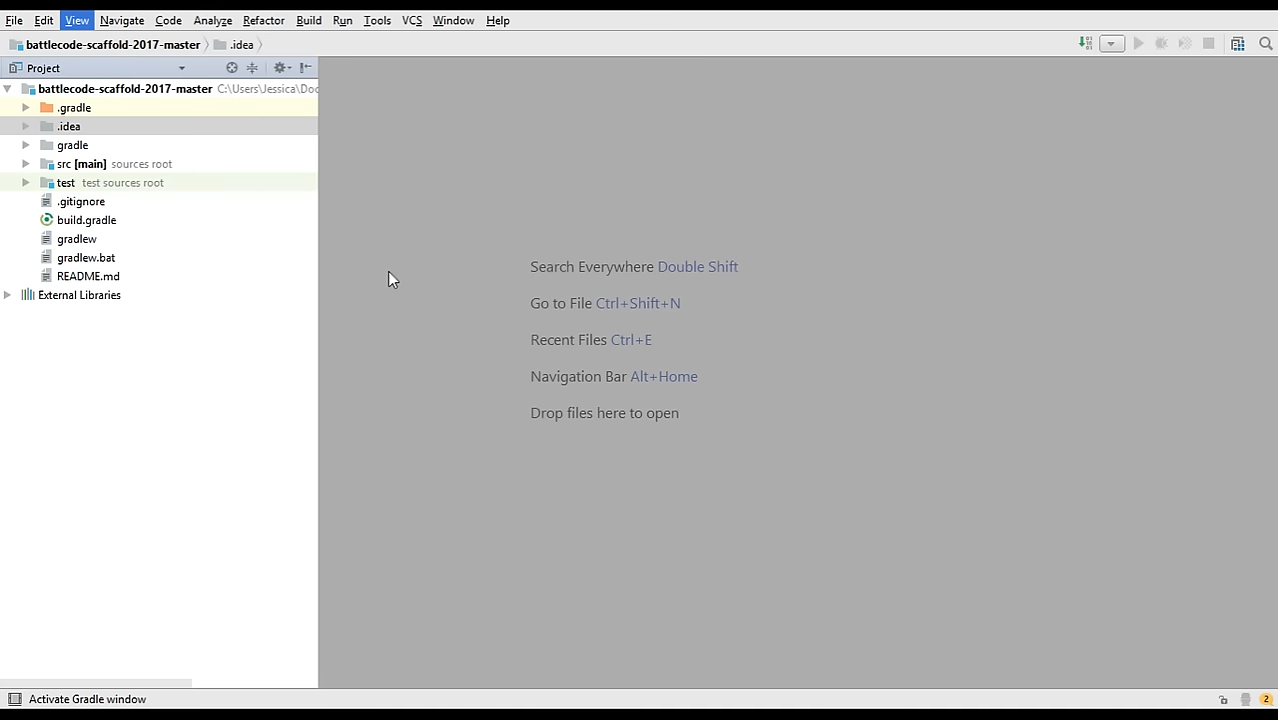 File Edit View Navigate Code Analyze Refactor Build Run Tools VCS Window Help
battlecode-scaffold-2017-master .idea
Project
battlecode-scaffold-2017-master C:\Users\Jessica\Doc
.gradle
.idea
gradle
src [main] sources root
test test sources root
.gitignore
build.gradle
gradlew
gradlew.bat
README.md
External Libraries
Search Everywhere Double Shift
Go to File Ctrl+Shift+N
Recent Files Ctrl+E
Navigation Bar Alt+Home
Drop files here to open
Activate Gradle window
2